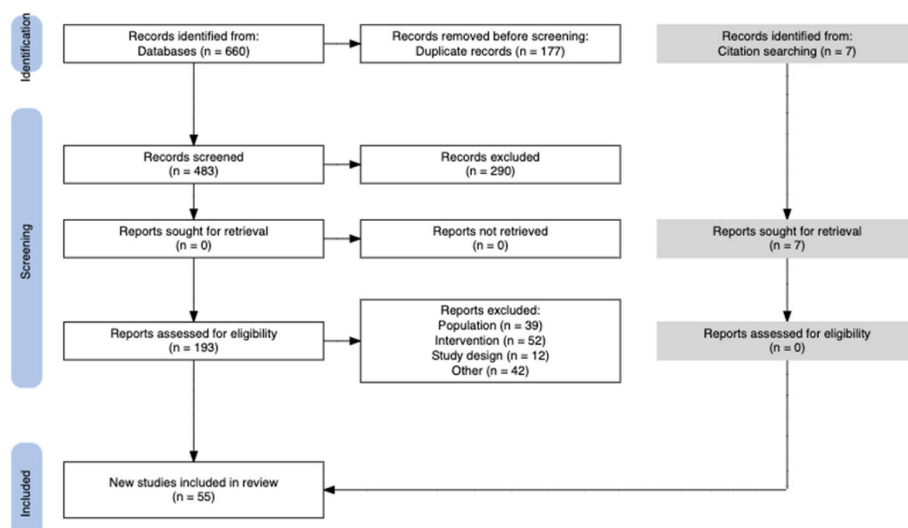 Identification
Records identified from:
Databases (n = 660)
Records removed before screening:
Duplicate records (n = 177)
Records identified from:
Citation searching (n = 7)
Screening
Records screened
(n = 483)
Records excluded
(n = 290)
Reports sought for retrieval
(n = 0)
Reports not retrieved
(n = 0)
Reports sought for retrieval
(n = 7)
Reports assessed for eligibility
(n = 193)
Reports excluded:
Population (n = 39)
Intervention (n = 52)
Study design (n = 12)
Other (n = 42)
Reports assessed for eligibility
(n = 0)
Included
New studies included in review
(n = 55)